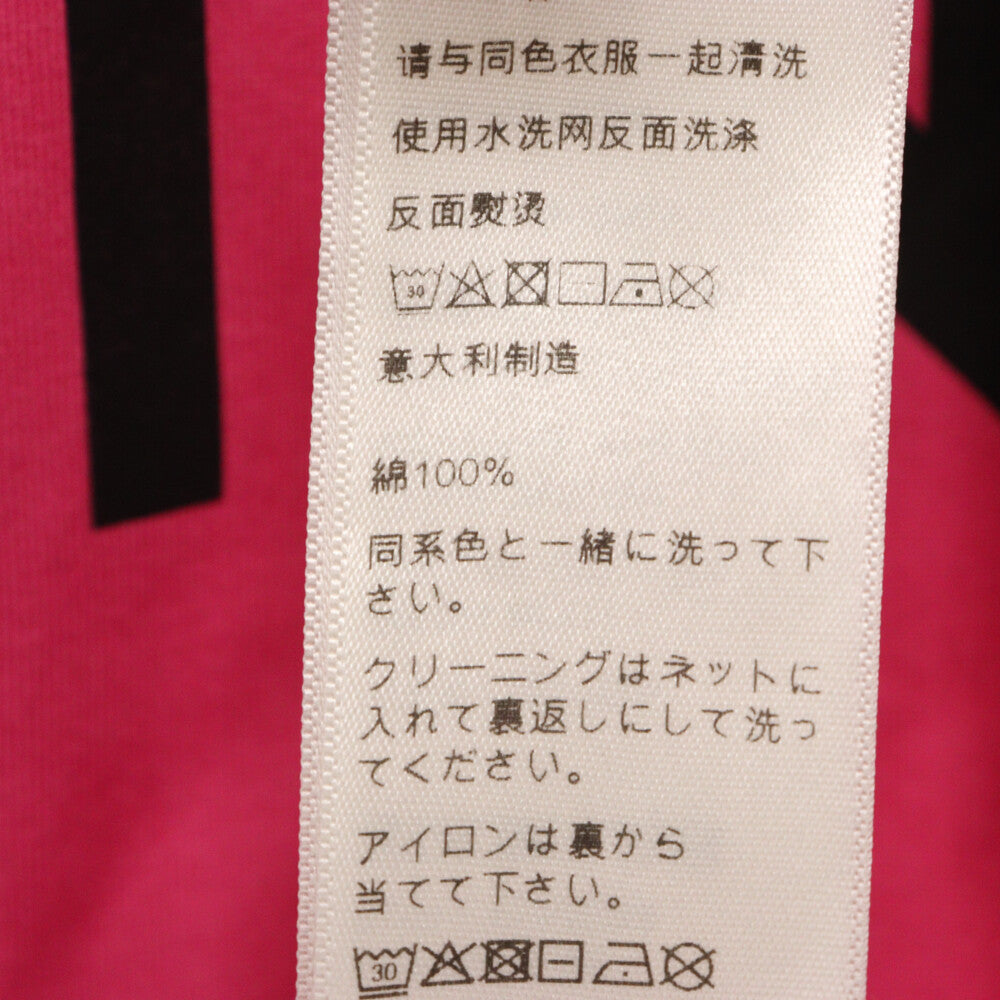 请与同色衣服一起清洗
使用水洗网反面洗涤
反面熨烫
30
意大利制造
綿100%
同系色と一緒に洗って下
さい。
クリーニングはネットに
入れて裏返しにして洗っ
てください。
アイロンは裏から
当てて下さい。
30